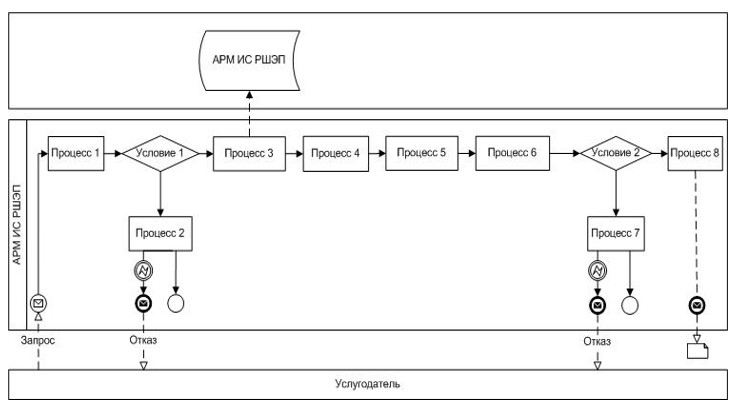 АРМ ИС РШЭП
АРМ ИС РШЭП
Процесс 1
Условие 1
Процесс 3
Процесс 4
Процесс 5
Процесс 6
Условие 2
Процесс 8
Процесс 2
Процесс 7
Запрос
Отказ
Отказ
Услугодатель